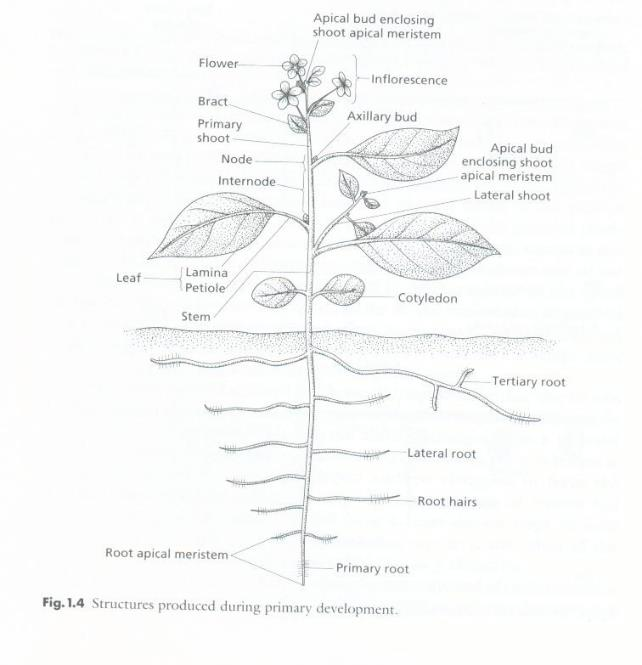 Apical bud enclosing
shoot apical meristem
Flower
Inflorescence
Bract
Axillary bud
Primary
shoot
Node
Apical bud
enclosing shoot
apical meristem
Internode
Lateral shoot
Leaf
Lamina
Petiole
Cotyledon
Stem
Tertiary root
Lateral root
Root hairs
Root apical meristem
Primary root
Fig.1.4 Structures produced during primary development.